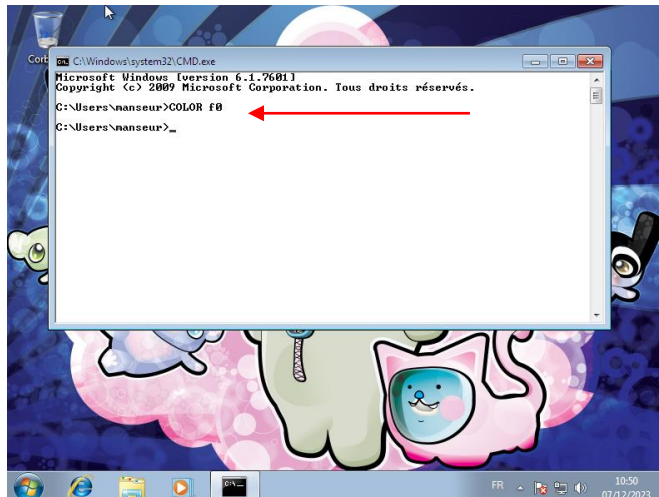 Corb
C:\Windows\system32\CMD.exe
Microsoft Windows [version 6.1.7601]
Copyright (c) 2009 Microsoft Corporation. Tous droits réservés.
C:\Users\manseur>COLOR f0
C:\Users\manseur>_
FR
10:50
07/12/2023